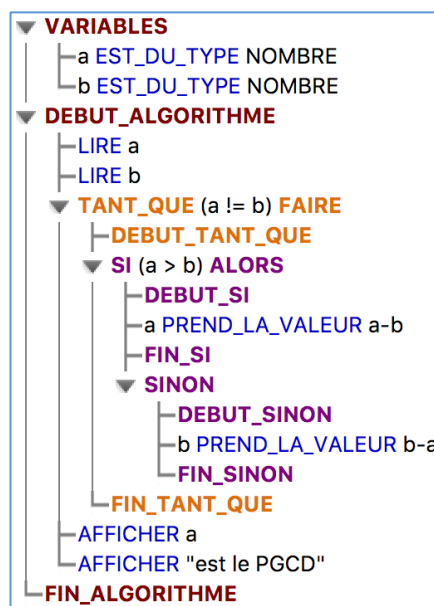 VARIABLES
a EST_DU_TYPE NOMBRE
b EST_DU_TYPE NOMBRE
DEBUT_ALGORITHME
LIRE a
LIRE b
TANT_QUE (a != b) FAIRE
DEBUT_TANT_QUE
SI (a > b) ALORS
DEBUT_SI
a PREND_LA_VALEUR a-b
FIN_SI
SINON
DEBUT_SINON
b PREND_LA_VALEUR b-a
FIN_SINON
FIN_TANT_QUE
AFFICHER a
AFFICHER "est le PGCD"
FIN_ALGORITHME